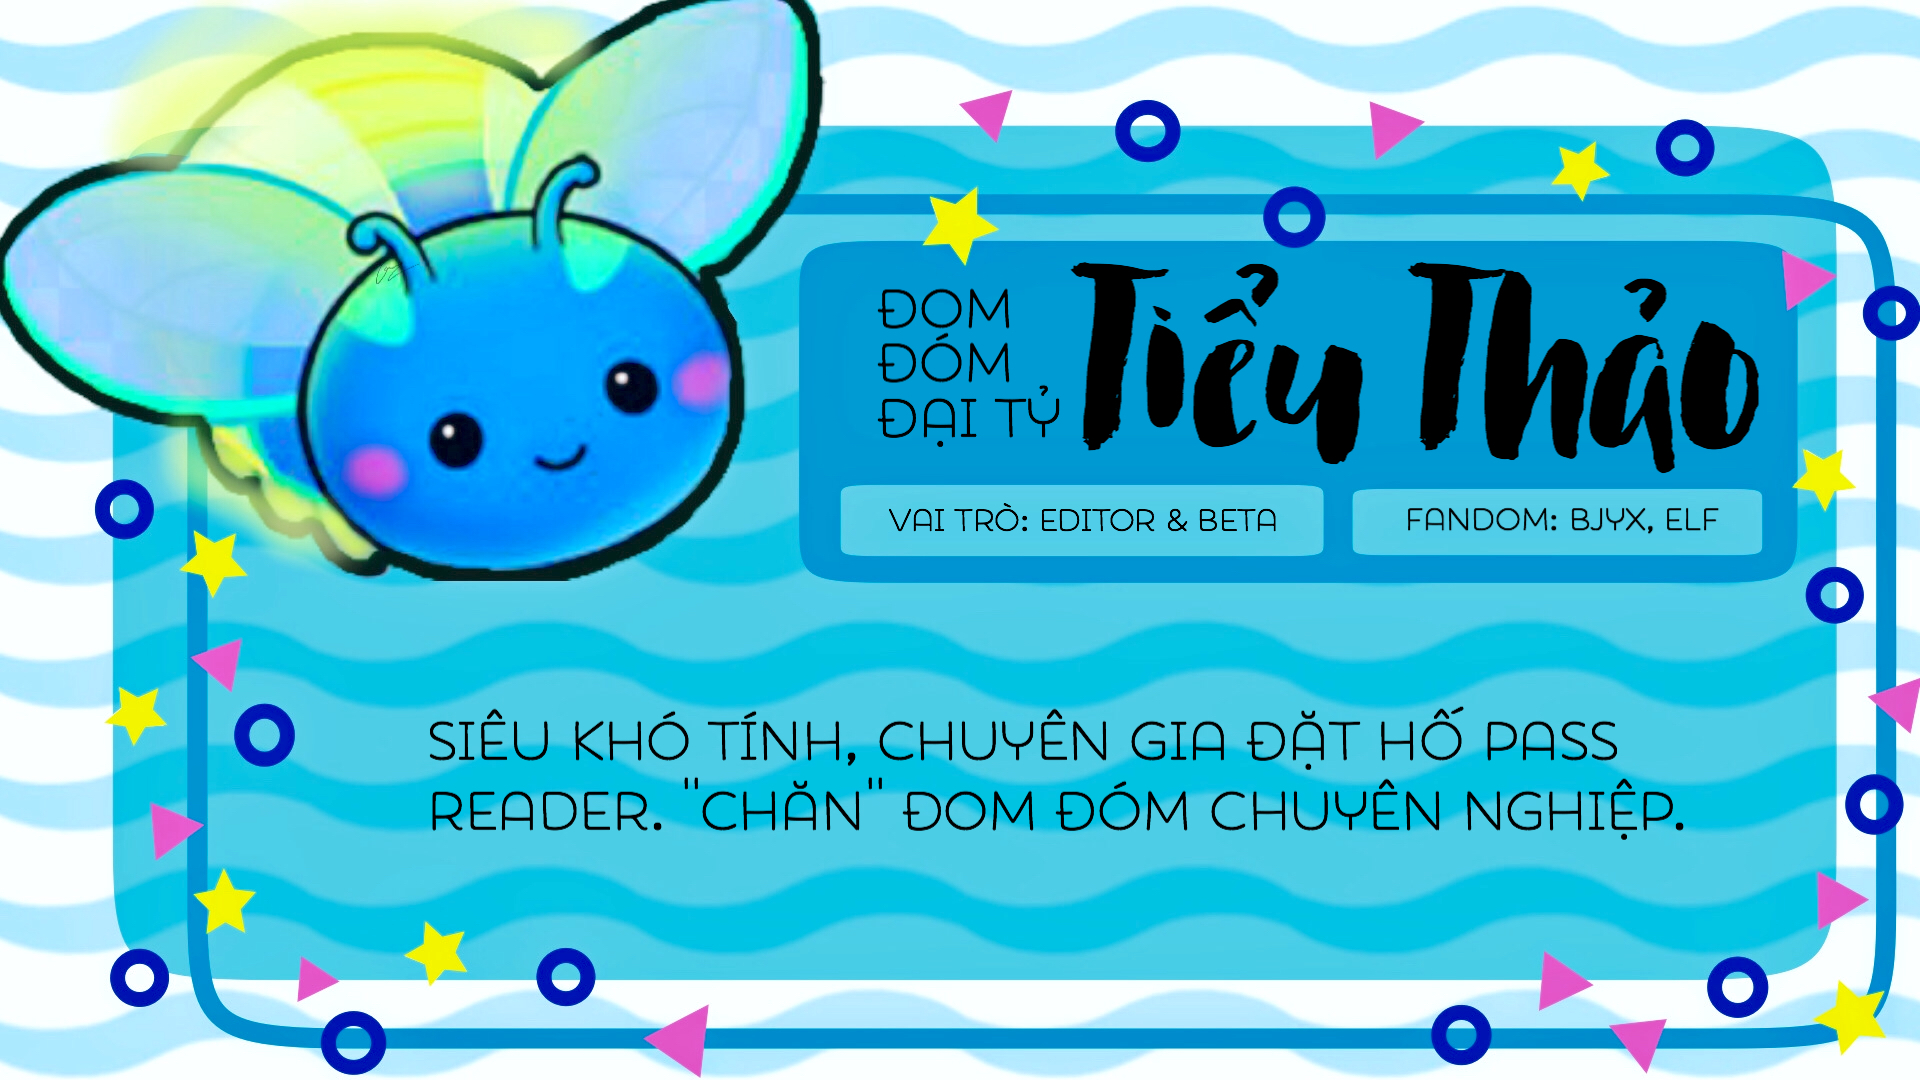 ĐOM
ĐÓM
ĐẠI TỶ
Tiểu Thảo
VAI TRÒ: EDITOR & BETA
FANDOM: BJYX, ELF
SIÊU KHÓ TÍNH, CHUYÊN GIA ĐẶT HỐ PASS
READER. "CHĂN" ĐOM ĐÓM CHUYÊN NGHIỆP.